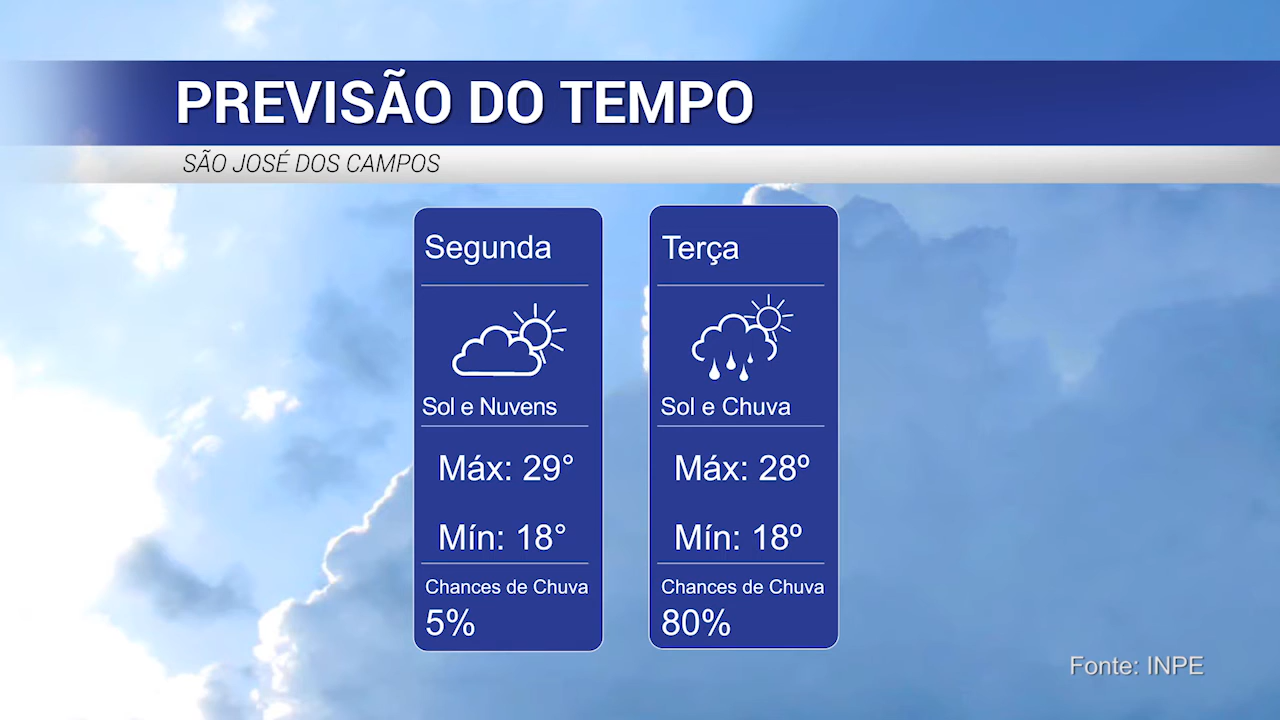 PREVISÃO DO TEMPO
SÃO JOSÉ DOS CAMPOS
Segunda
Sol e Nuvens
Máx: 29°
Mín: 18°
Chances de Chuva
5%
Terça
Sol e Chuva
Máx: 28º
Mín: 18º
Chances de Chuva
80%
Fonte: INPE